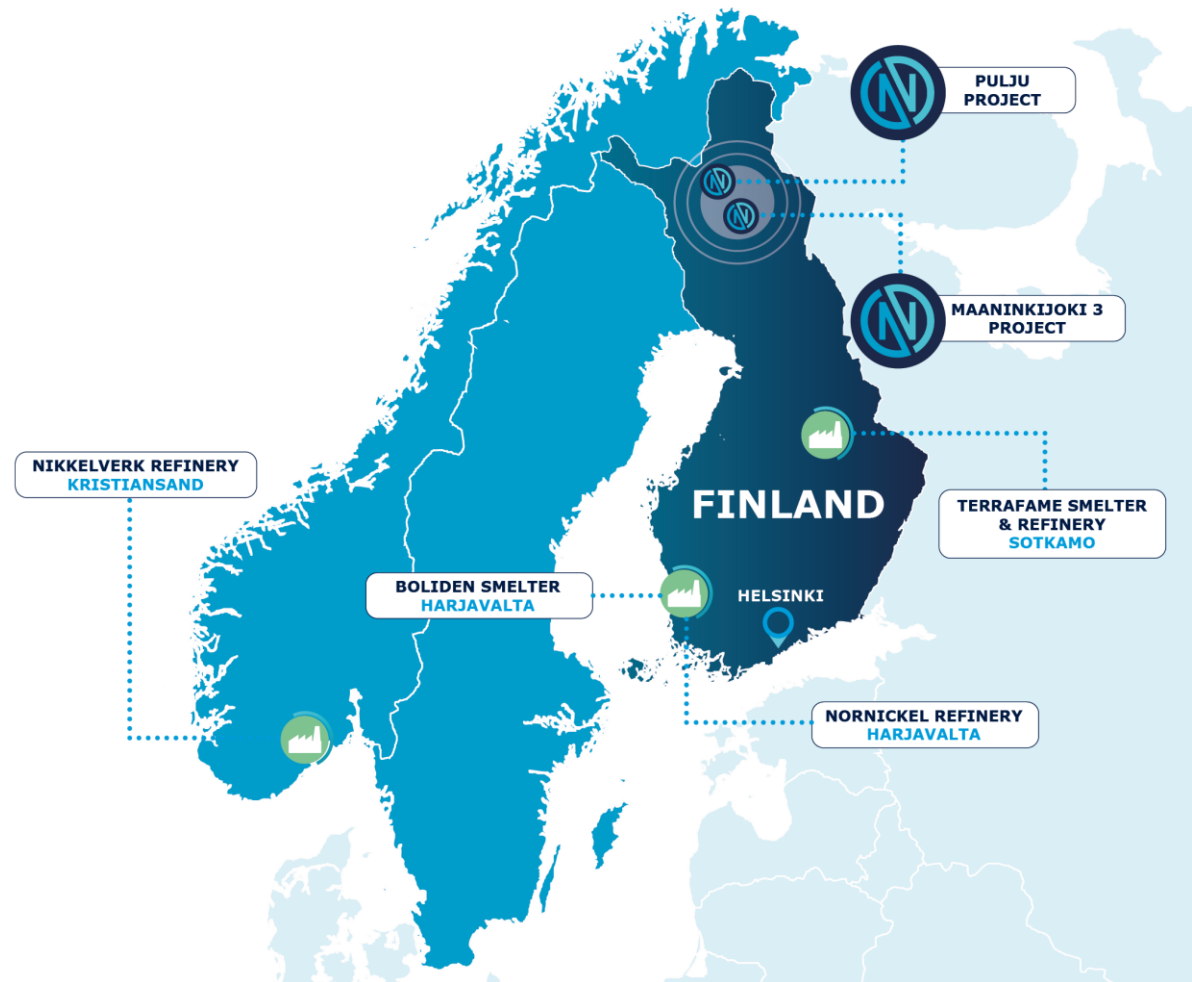 PULJU
PROJECT
MAANINKIJOKI 3
PROJECT
NIKKELVERK REFINERY
KRISTIANSAND
FINLAND
TERRAFAME SMELTER
& REFINERY
SOTKAMO
BOLIDEN SMELTER
HARJAVALTA
HELSINKI
NORNICKEL REFINERY
HARJAVALTA